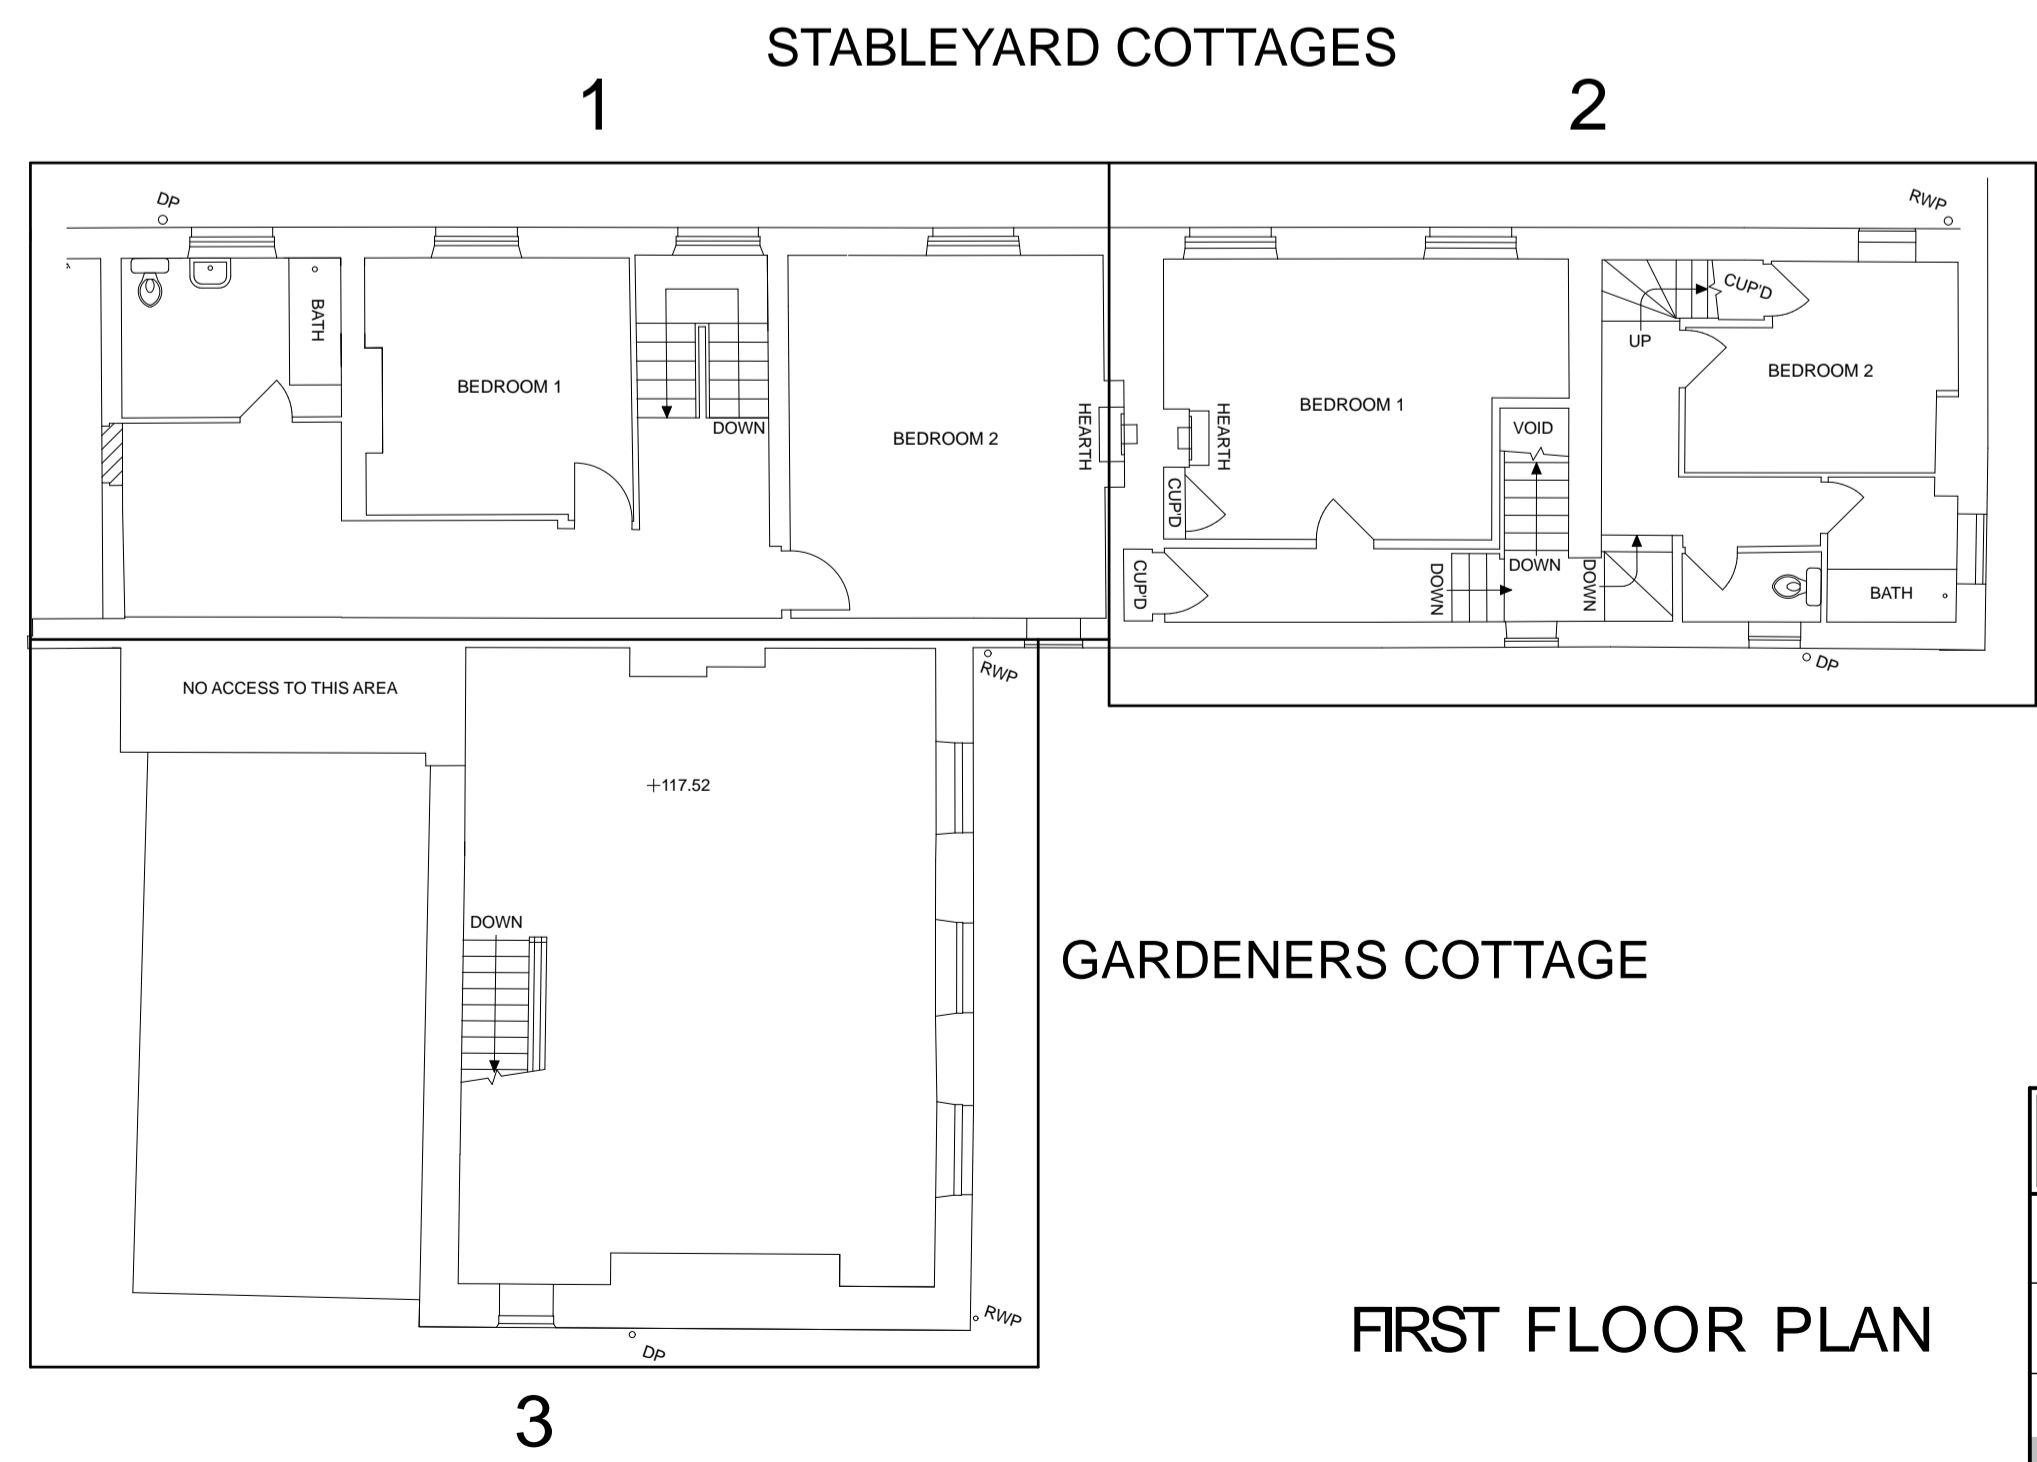 STABLEYARD COTTAGES
1
2
DP
RWP
BATH
BEDROOM 1
DOWN
BEDROOM 2
HEARTH
HEARTH
CUP'D
CUP'D
BEDROOM 1
VOID
DOWN
DOWN
DOWN
UP
CUP'D
BEDROOM 2
BATH
DP
NO ACCESS TO THIS AREA
RWP
+117.52
DOWN
GARDENERS COTTAGE
RWP
DP
FIRST FLOOR PLAN
3